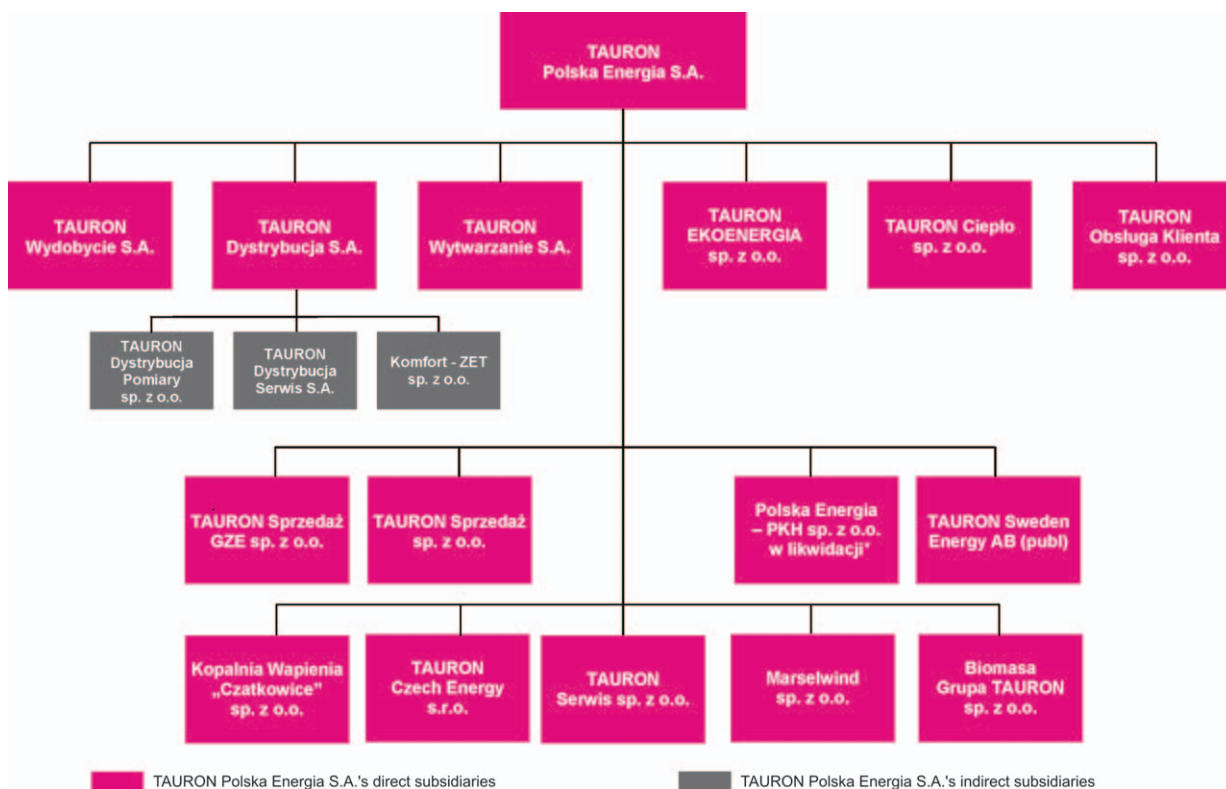 TAURON
Polska Energia S.A.
TAURON
Wydobycie S.A.
TAURON
Dystrybucja S.A.
TAURON
Wytwarzanie S.A.
TAURON
EKOENERGIA
sp. z o.o.
TAURON Ciepło
sp. z o.o.
TAURON
Obsługa Klienta
sp. z o.o.
TAURON
Dystrybucja
Pomiary
sp. z o.o.
TAURON
Dystrybucja
Serwis S.A.
Komfort - ZET
sp. z o.o.
TAURON Sprzedaż
GZE sp. z o.o.
TAURON Sprzedaż
sp. z o.o.
Polska Energia
– PKH sp. z o.o.
w likwidacji*
TAURON Sweden
Energy AB (publ)
Kopalnia Wapienia
„Czatkowice”
sp. z o.o.
TAURON
Czech Energy
s.r.o.
TAURON
Serwis sp. z o.o.
Marselwind
sp. z o.o.
Biomasa
Grupa TAURON
sp. z o.o.
TAURON Polska Energia S.A.'s direct subsidiaries
TAURON Polska Energia S.A.'s indirect subsidiaries